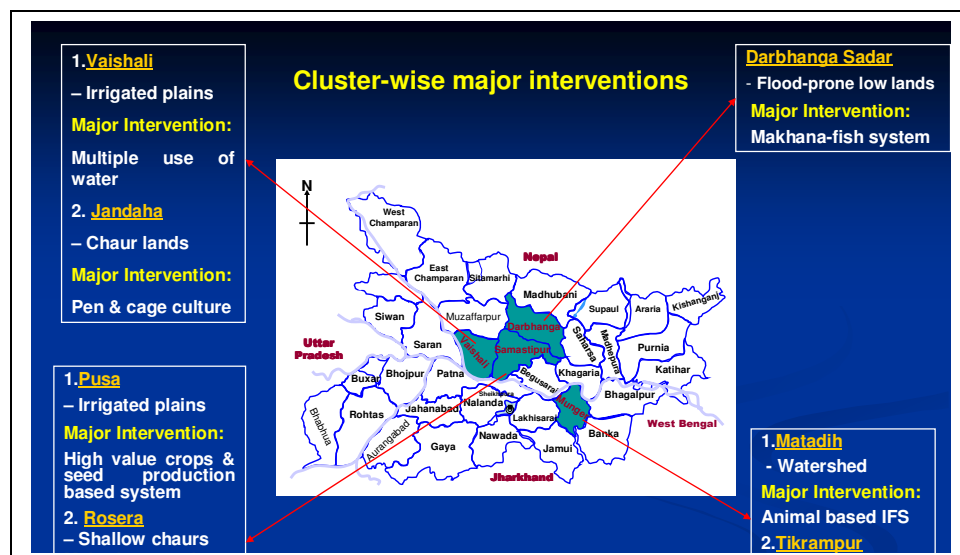 Cluster-wise major interventions
1.Vaishali
– Irrigated plains
Major Intervention:
Multiple use of
water
2. Jandaha
– Chaur lands
Major Intervention:
Pen & cage culture
Darbhanga Sadar
- Flood-prone low lands
Major Intervention:
Makhana-fish system
N
West
Champaran
Nepal
East
Champaran
Sitamarhi
Madhubani
Siwan
Muzaffarpur
Darbhanga
Supaul
Araria
Kishanganj
Uttar
Pradesh
Saran
Vaishali
Samastipur
Saharsa
Madhepura
Purnia
Katihar
Buxar
Bhojpur
Patna
Begusarai
Khagaria
Bhagalpur
Bhabhua
Rohtas
Jahanabad
Nalanda
Sheikhpura
Lakhisarai
Munger
West Bengal
Aurangabad
Gaya
Nawada
Jamui
Banka
Jharkhand
1.Pusa
– Irrigated plains
Major Intervention:
High value crops &
seed production
based system
2. Rosera
– Shallow chaurs
1.Matadih
- Watershed
Major Intervention:
Animal based IFS
2.Tikrampur